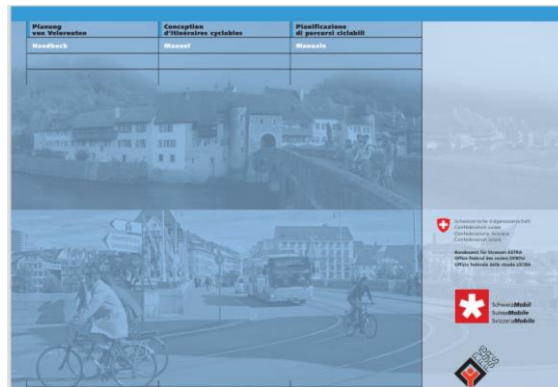 Planung
von Velorouten
Handbuch
Conception
d'itinéraires cyclables
Manuel
Pianificazione
di percorsi ciclabili
Manuale
Schweizerische Eidgenossenschaft
Confédération suisse
Confederazione Svizzera
Confederaziun svizra
Bundesamt für Strassen ASTRA
Office fédéral des routes OFROU
Ufficio federale delle strade USTRA
SchweizMobil
SuisseMobile
SvizzeraMobile